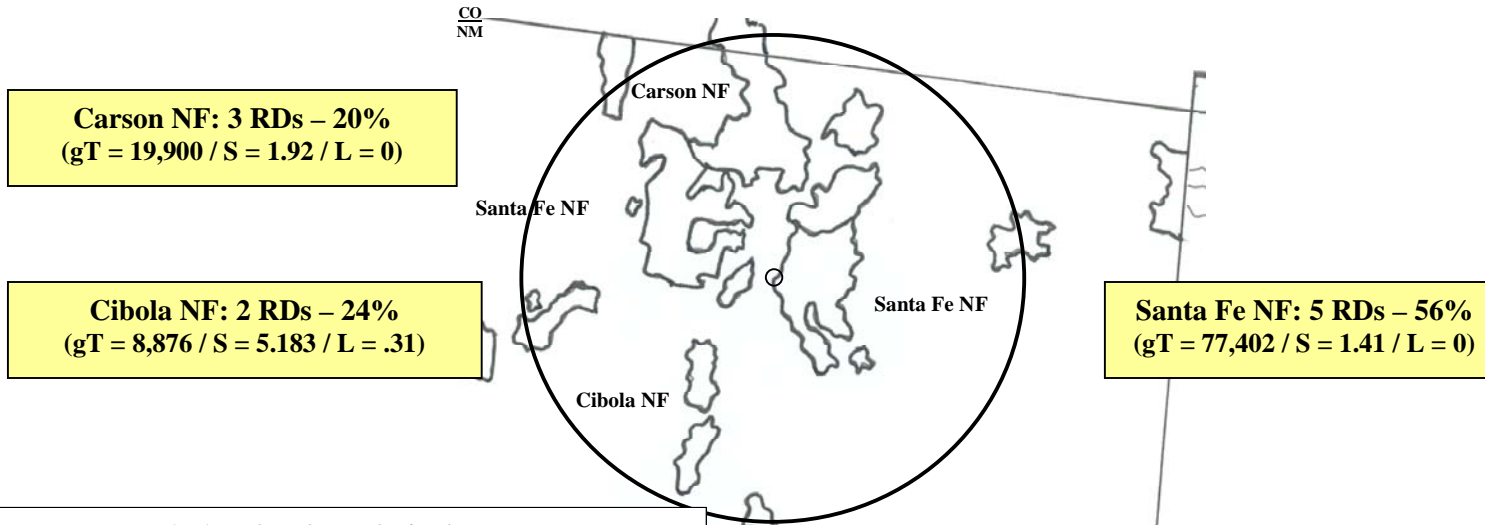 CO
NM
Carson NF
Carson NF: 3 RDs – 20%
(gT = 19,900 / S = 1.92 / L = 0)
Santa Fe NF
Cibola NF: 2 RDs – 24%
(gT = 8,876 / S = 5.183 / L = .31)
Santa Fe NF
Santa Fe NF: 5 RDs – 56%
(gT = 77,402 / S = 1.41 / L = 0)
Cibola NF